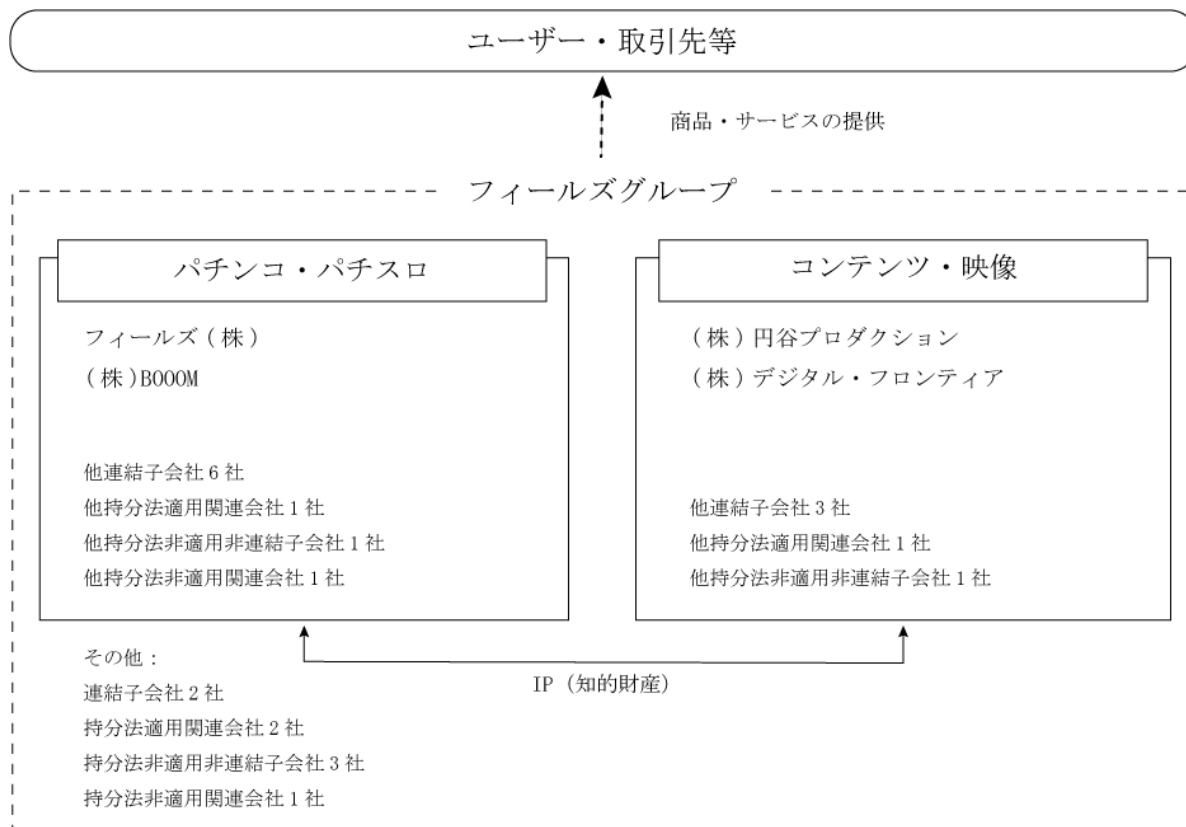 ユーザー・取引先等
商品・サービスの提供
フィールズグループ
パチンコ・パチスロ
フィールズ(株)
(株)BOOOM
他連結子会社6社
他持分法適用関連会社1社
他持分法非適用非連結子会社1社
他持分法非適用関連会社1社
コンテンツ・映像
(株)円谷プロダクション
(株)デジタル・フロンティア
他連結子会社3社
他持分法適用関連会社1社
他持分法非適用非連結子会社1社
IP(知的財産)
その他:
連結子会社2社
持分法適用関連会社2社
持分法非適用非連結子会社3社
持分法非適用関連会社1社